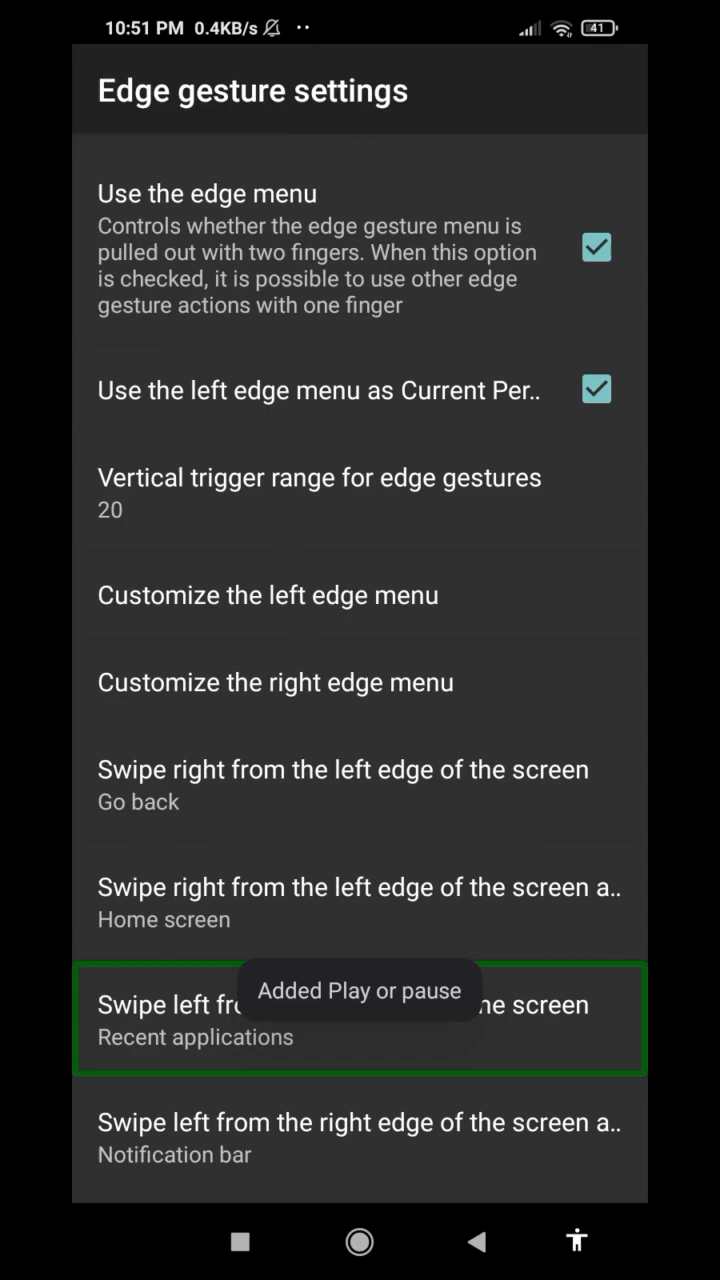 10:51 PM 0.4KB/s
41
Edge gesture settings
Use the edge menu
Controls whether the edge gesture menu is
pulled out with two fingers. When this option
is checked, it is possible to use other edge
gesture actions with one finger
Use the left edge menu as Current Per..
Vertical trigger range for edge gestures
20
Customize the left edge menu
Customize the right edge menu
Swipe right from the left edge of the screen
Go back
Swipe right from the left edge of the screen a..
Home screen
Added Play or pause
Swipe left screen
Recent applications
Swipe left from the right edge of the screen a..
Notification bar